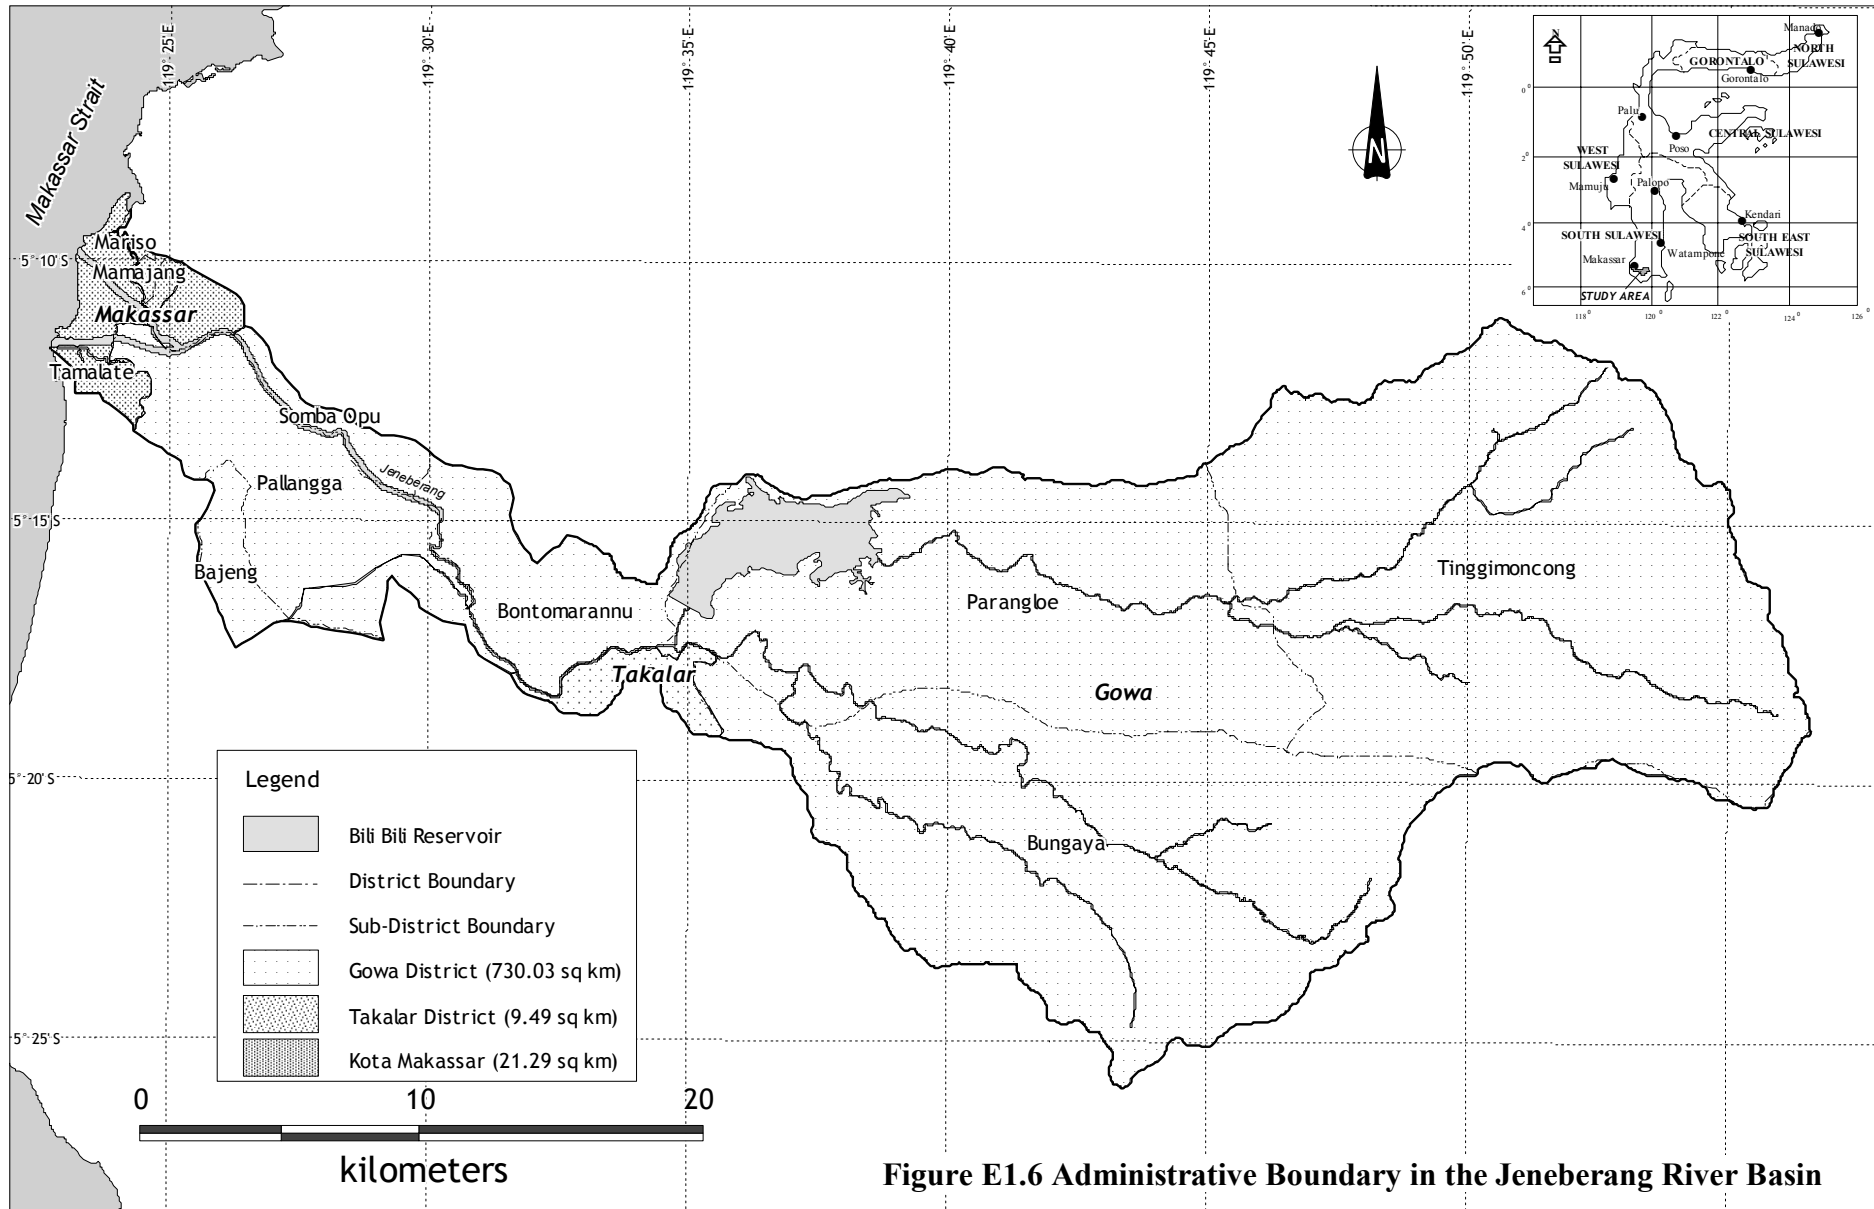 119° 25' E
119° 30' E
119° 35' E
119° 40' E
119° 45' E
119° 50' E
Makassar Strait
5° 10' S
5° 15' S
5° 20' S
5° 25' S
Mariso
Mamajang
Makassar
Tamalate
Somba Opu
Jeneberang
Pallangga
Bajeng
Bontomarannu
Takalar
Parangloe
Gowa
Tinggimoncong
Bungaya
N
N
Manado
NORTH
SULAWESI
GORONTALO
Gorontalo
Palu
CENTRAL SULAWESI
Poso
WEST
SULAWESI
Mamuju
Palopo
Kendari
SOUTH SULAWESI
SOUTH EAST
SULAWESI
Watampone
Makassar
STUDY AREA
0°
2°
4°
6°
118°
120°
122°
124°
126°
Legend
Bili Bili Reservoir
District Boundary
Sub-District Boundary
Gowa District (730.03 sq km)
Takalar District (9.49 sq km)
Kota Makassar (21.29 sq km)
0 10 20
kilometers
Figure E1.6 Administrative Boundary in the Jeneberang River Basin